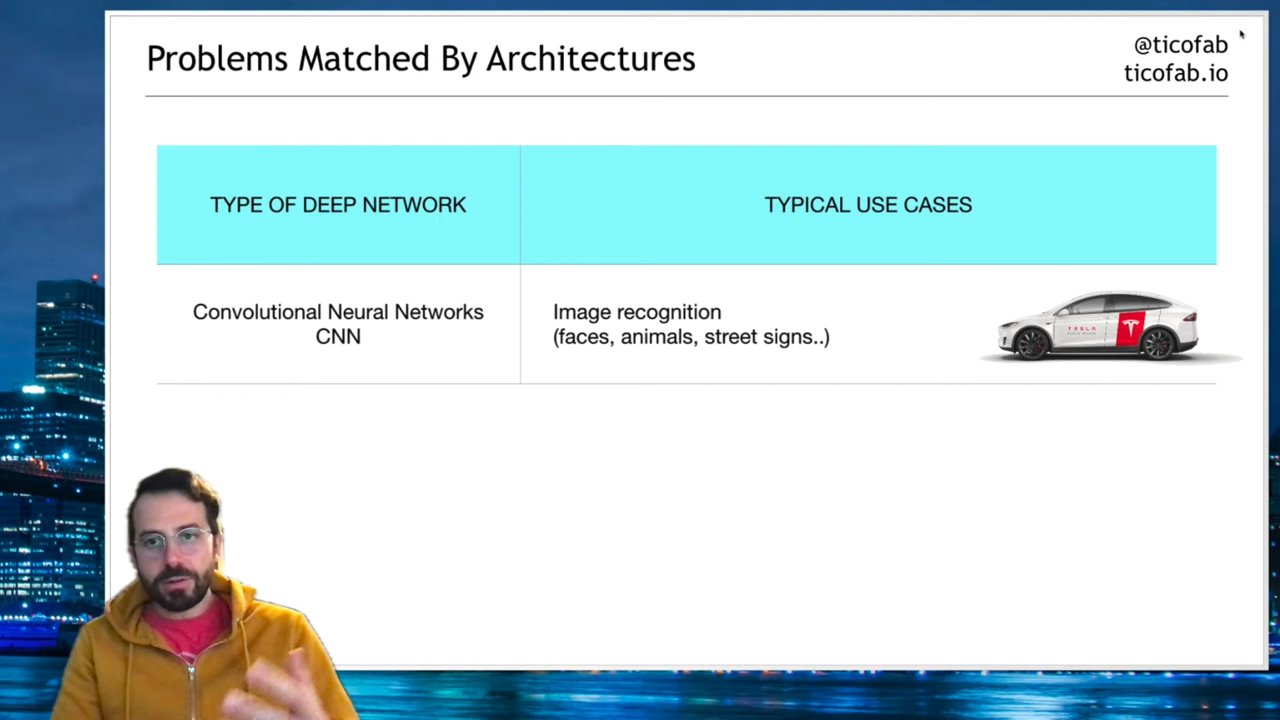 Problems Matched By Architectures
@ticofab
ticofab.io
TYPE OF DEEP NETWORK
TYPICAL USE CASES
Convolutional Neural Networks
CNN
Image recognition
(faces, animals, street signs..)
TESLA